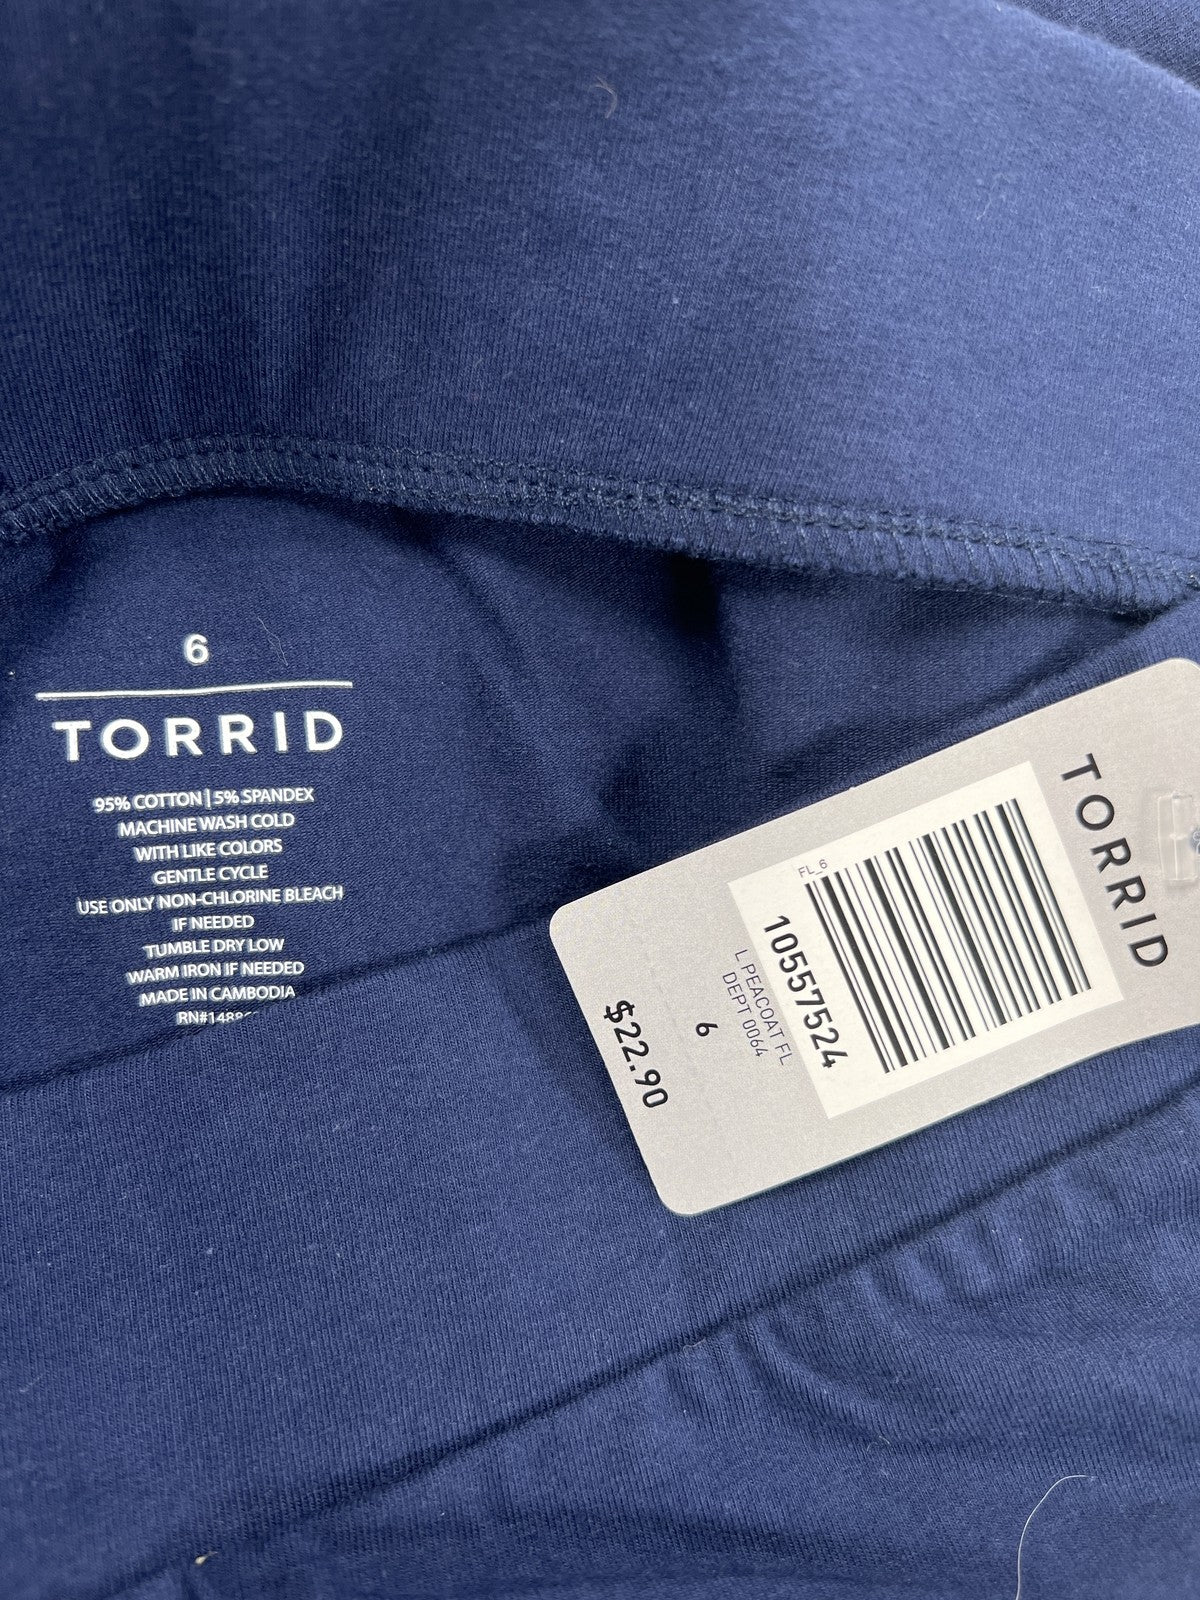 6
TORRID
95% COTTON | 5% SPANDEX
MACHINE WASH COLD
WITH LIKE COLORS
GENTLE CYCLE
USE ONLY NON-CHLORINE BLEACH
IF NEEDED
TUMBLE DRY LOW
WARM IRON IF NEEDED
MADE IN CAMBODIA
TORRID
FL_6
10557524
L PEACOAT FL
DEPT 0064
6
$22.90